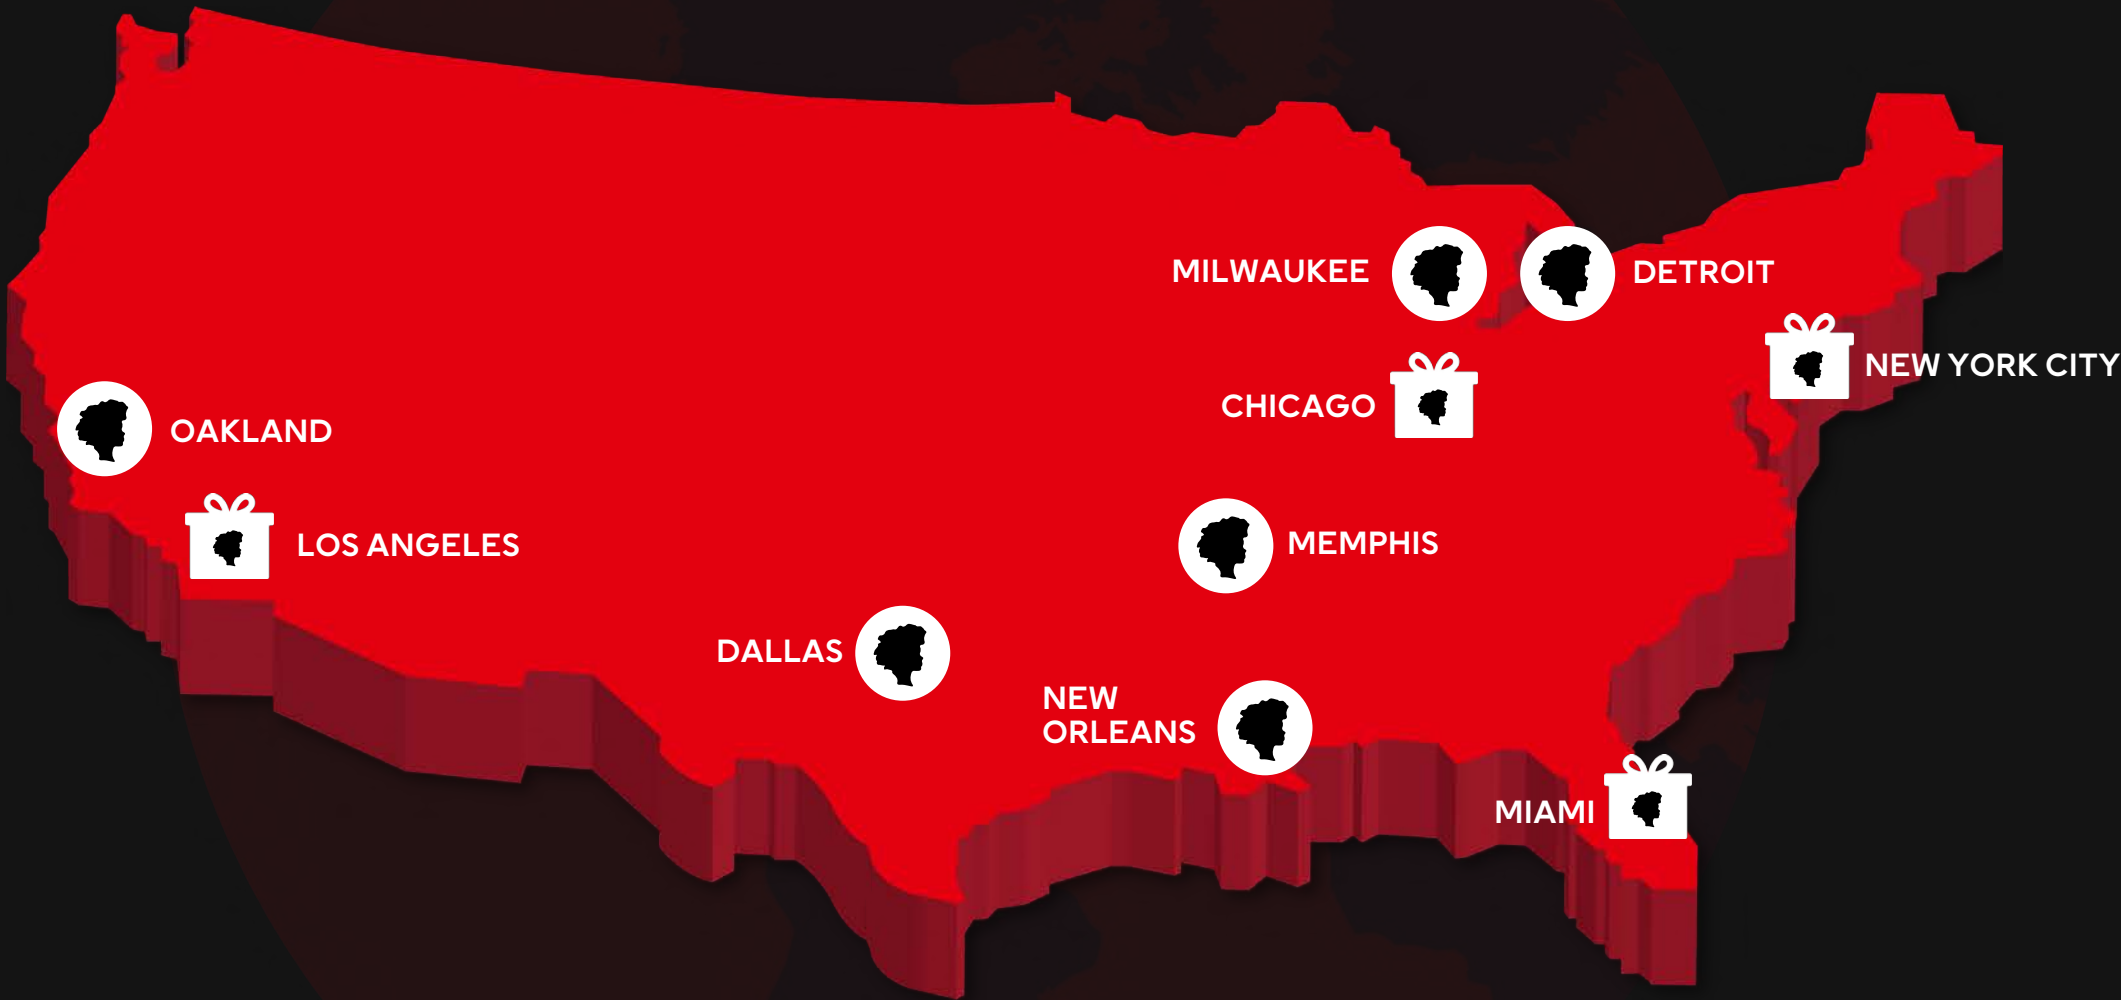 MILWAUKEE
DETROIT
NEW YORK CITY
CHICAGO
OAKLAND
LOS ANGELES
MEMPHIS
DALLAS
NEW
ORLEANS
MIAMI